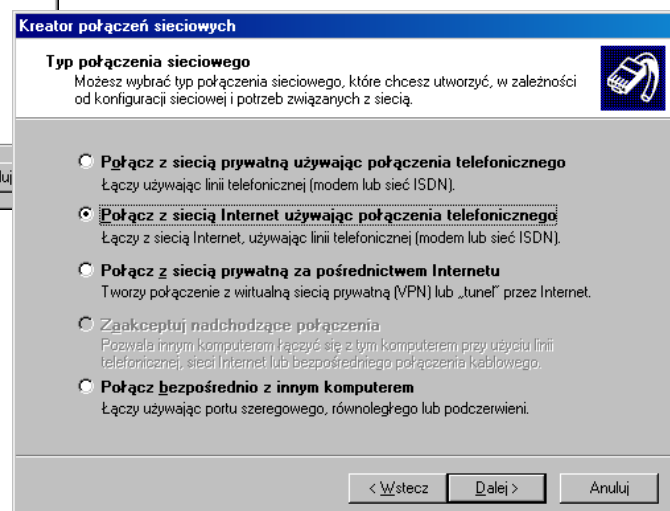 Kreator połączeń sieciowych
Typ połączenia sieciowego
Możesz wybrać typ połączenia sieciowego, które chcesz utworzyć, w zależności
od konfiguracji sieciowej i potrzeb związanych z siecią.
Połącz z siecią prywatną używając połączenia telefonicznego
Łączy używając linii telefonicznej (modem lub sieć ISDN).
Połącz z siecią Internet używając połączenia telefonicznego
Łączy z siecią Internet, używając linii telefonicznej (modem lub sieć ISDN).
Połącz z siecią prywatną za pośrednictwem Internetu
Tworzy połączenie z wirtualną siecią prywatną (VPN) lub „tunel” przez Internet.
Zaakceptuj nadchodzące połączenia
Pozwala innym komputerom łączyć się z tym komputerem przy użyciu linii
telefonicznej, sieci Internet lub bezpośredniego połączenia kablowego.
Połącz bezpośrednio z innym komputerem
Łączy używając portu szeregowego, równoległego lub podczerwieni.
< Wstecz Dalej > Anuluj